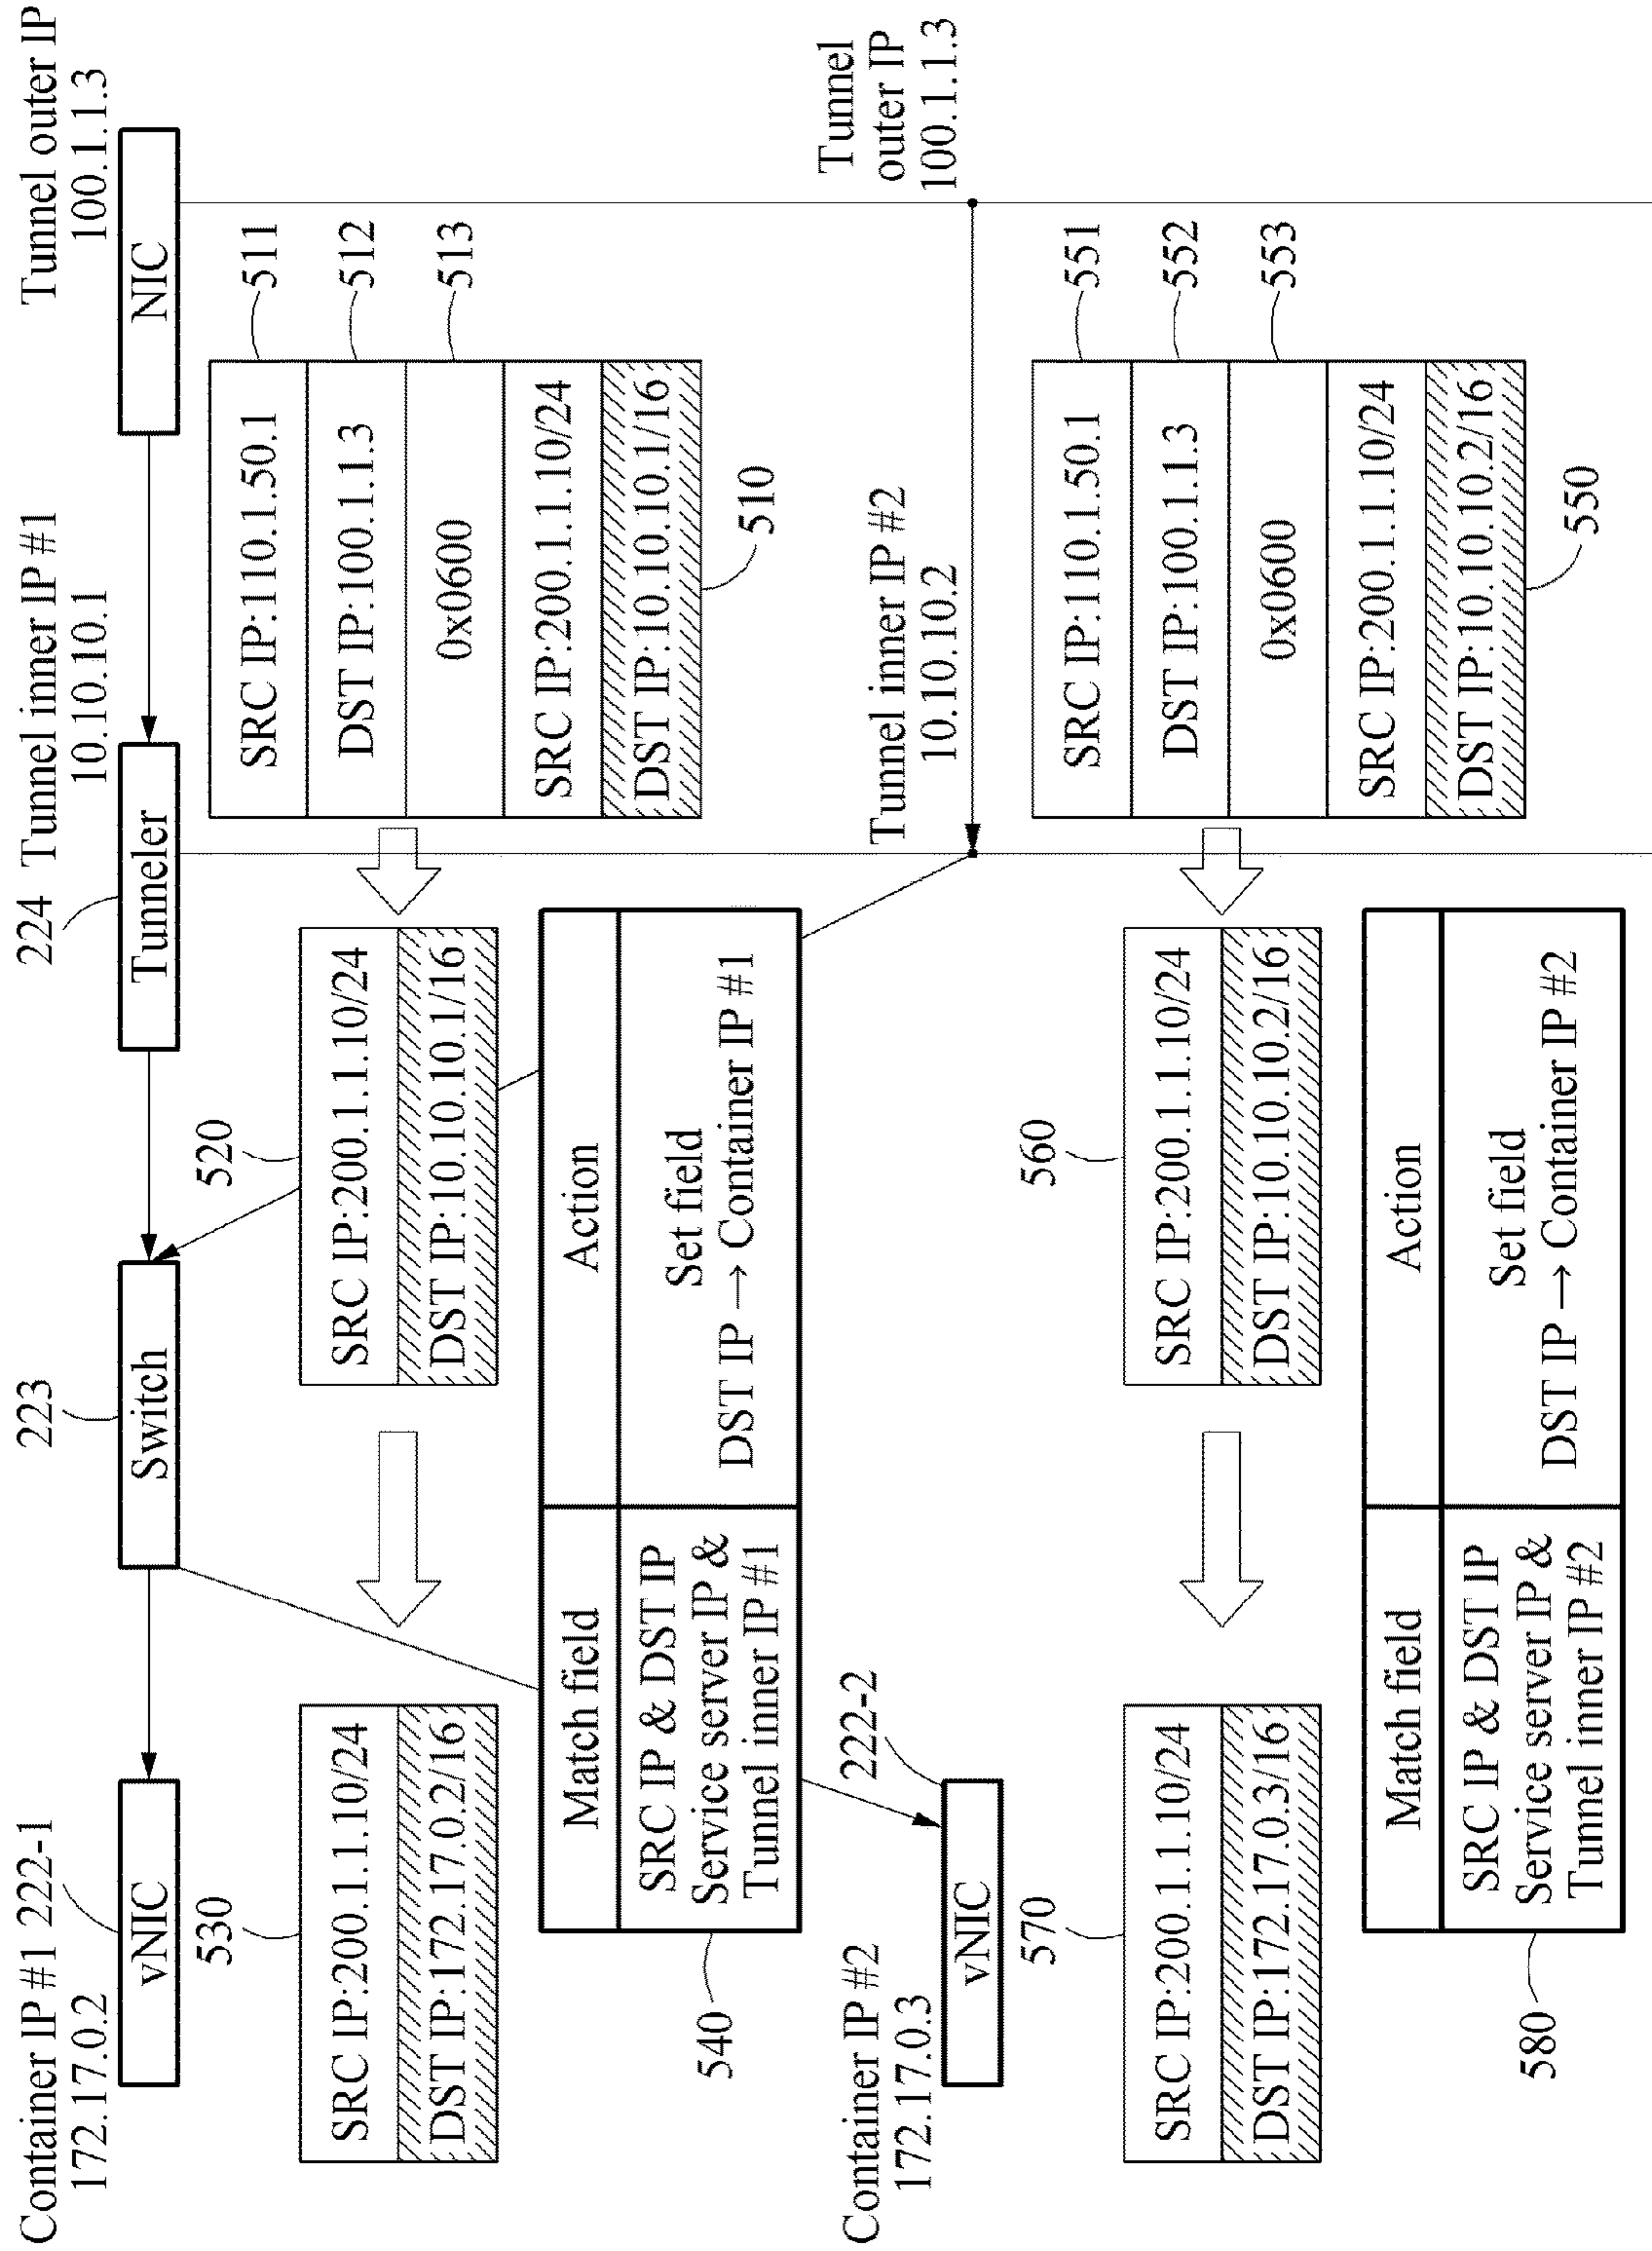 Container IP #1 222-1
172.17.0.2
223
224 Tunnel inner IP #1
10.10.10.1
Tunnel outer IP
100.1.1.3
vNIC
Switch
Tunneler
NIC
530
SRC IP:200.1.1.10/24
DST IP:172.17.0.2/16
520
SRC IP:200.1.1.10/24
DST IP:10.10.10.1/16
SRC IP:110.1.50.1
511
DST IP:100.1.1.3
512
0x0600
513
SRC IP:200.1.1.10/24
DST IP:10.10.10.1/16
510
Match field
Action
SRC IP & DST IP
Service server IP &
Tunnel inner IP #1
Set field
DST IP → Container IP #1
540
Container IP #2
172.17.0.3
222-2
Tunnel inner IP #2
10.10.10.2
Tunnel
outer IP
100.1.1.3
vNIC
570
SRC IP:200.1.1.10/24
DST IP:172.17.0.3/16
560
SRC IP:200.1.1.10/24
DST IP:10.10.10.2/16
SRC IP:110.1.50.1
551
DST IP:100.1.1.3
552
0x0600
553
SRC IP:200.1.1.10/24
DST IP:10.10.10.2/16
550
Match field
Action
SRC IP & DST IP
Service server IP &
Tunnel inner IP #2
Set field
DST IP → Container IP #2
580